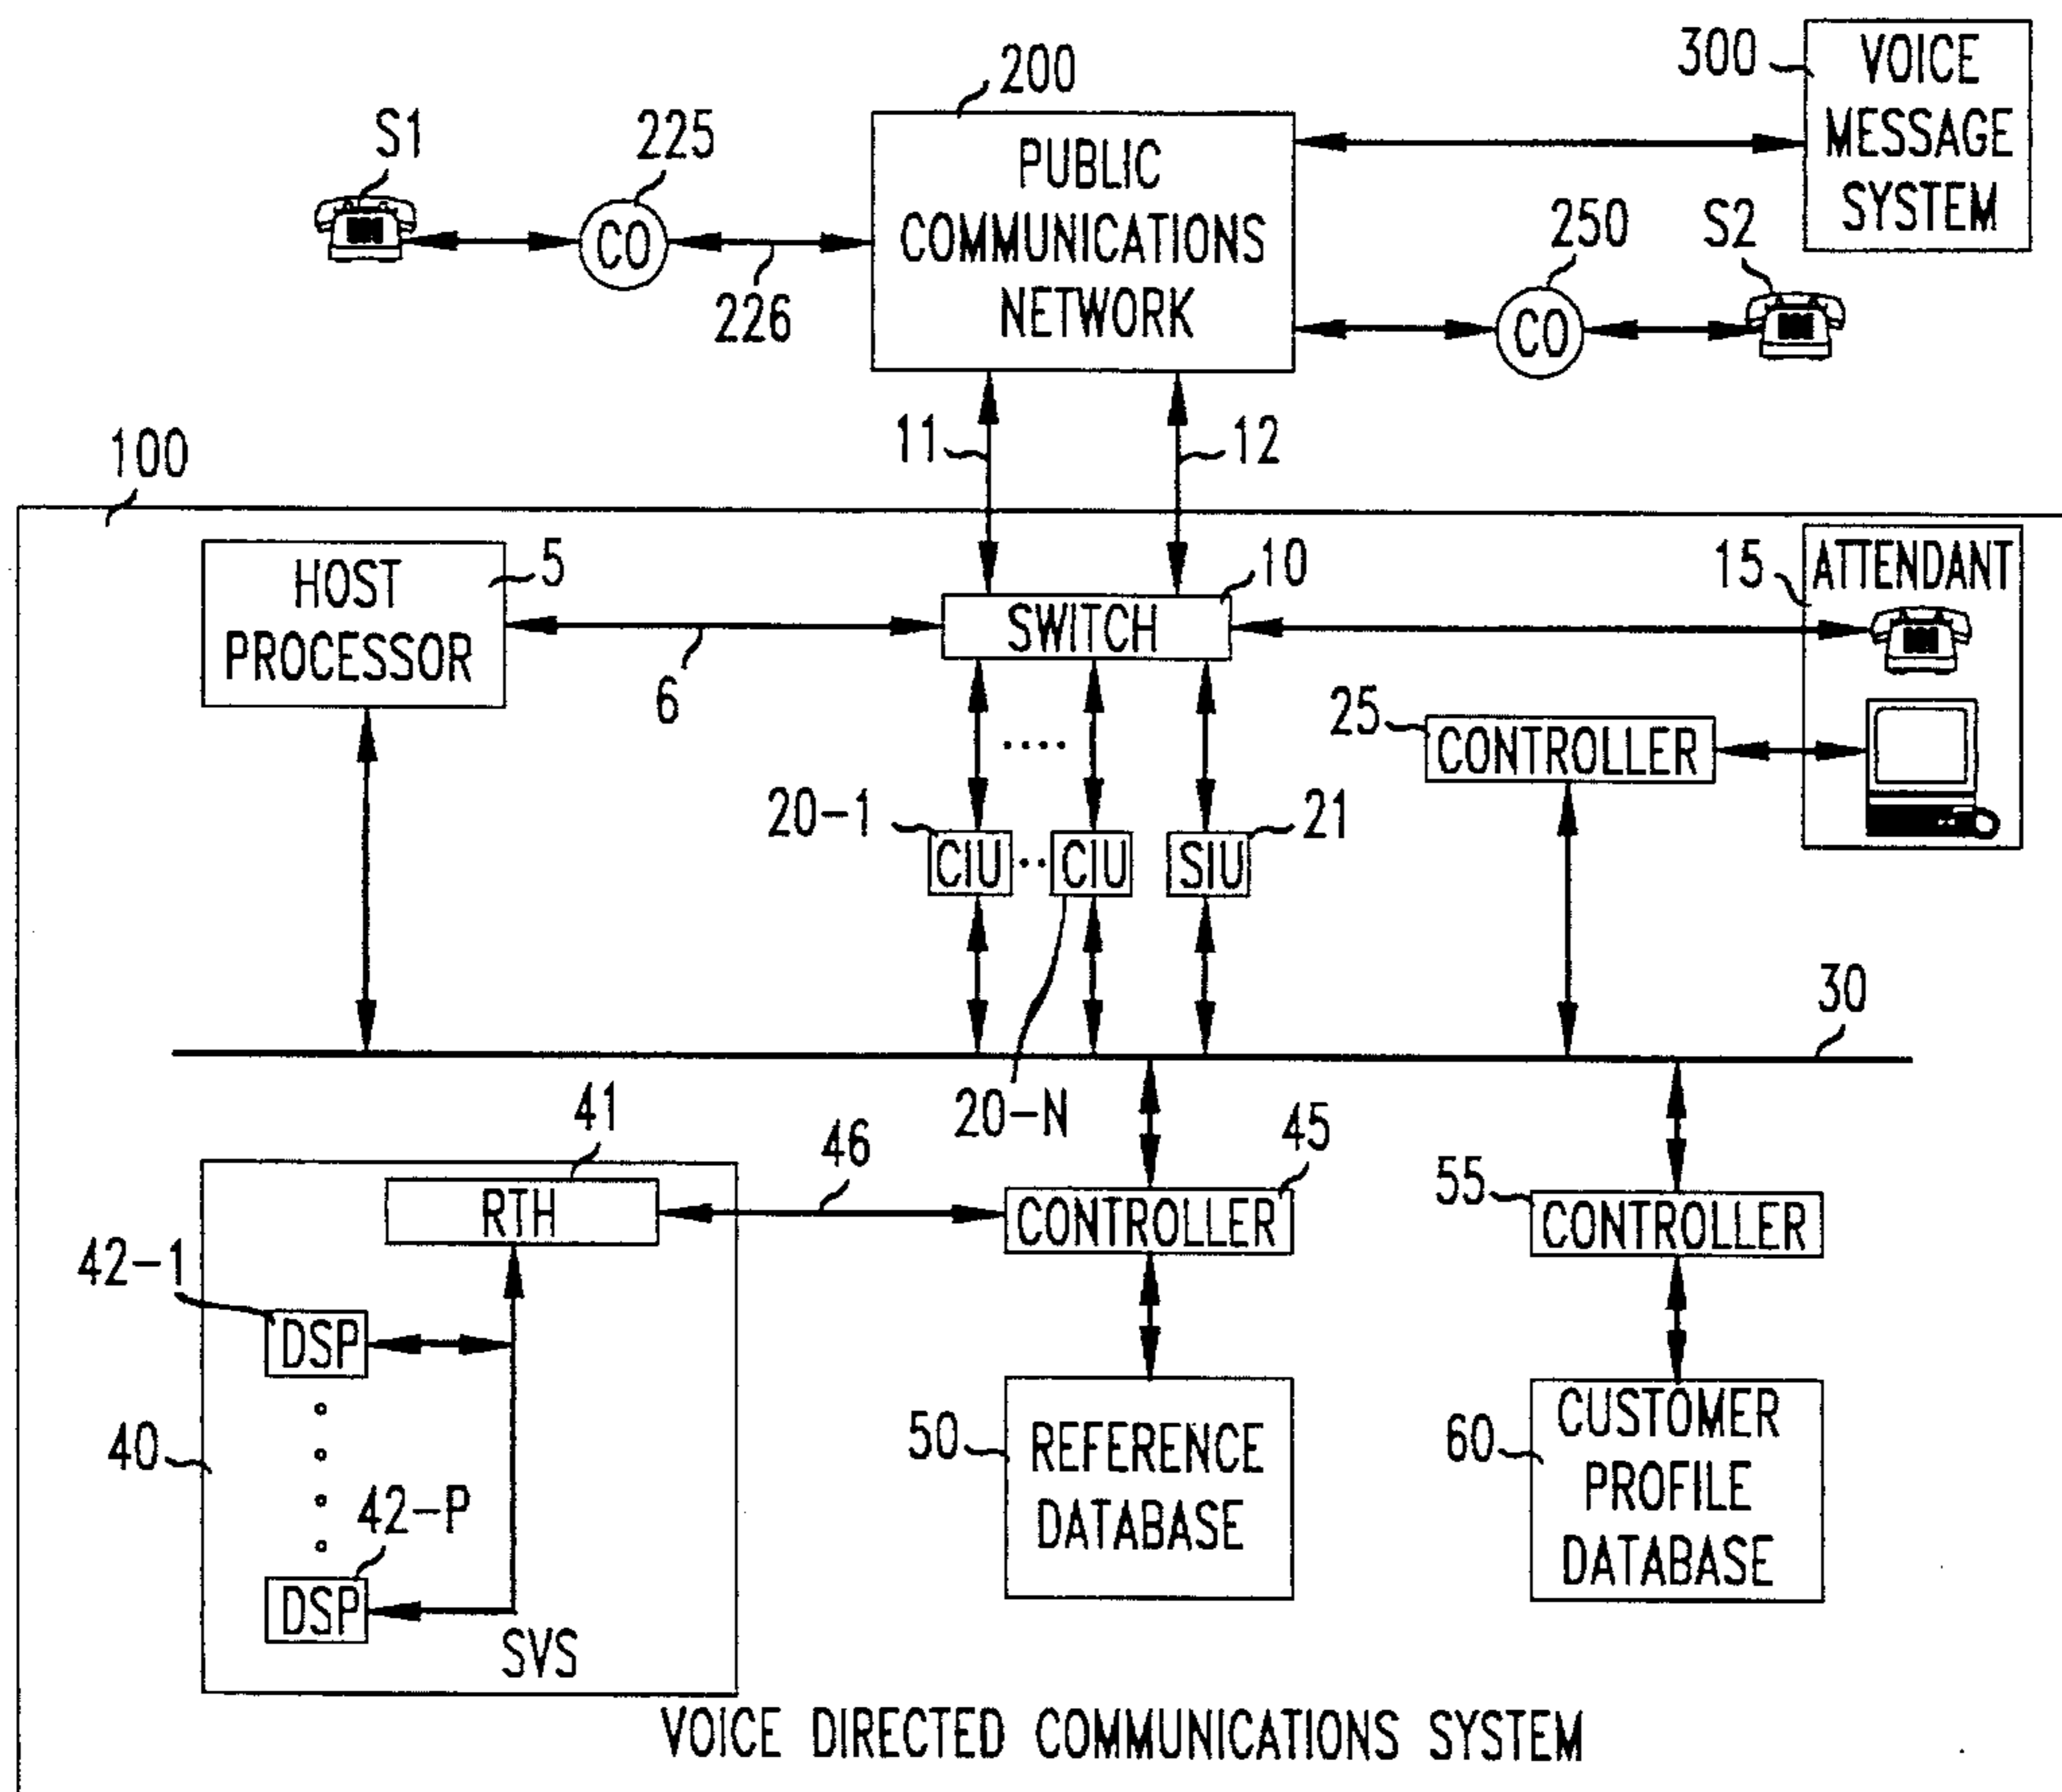 200
300
VOICE
MESSAGE
SYSTEM
S1
225
CO
226
PUBLIC
COMMUNICATIONS
NETWORK
250
CO
S2
11
12
100
HOST
PROCESSOR
5
6
10
SWITCH
15
ATTENDANT
25
CONTROLLER
20-1
CIU
CIU
SIU
21
30
20-N
41
RTH
46
45
CONTROLLER
55
CONTROLLER
42-1
DSP
40
42-P
DSP
SVS
50
REFERENCE
DATABASE
60
CUSTOMER
PROFILE
DATABASE
VOICE DIRECTED COMMUNICATIONS SYSTEM